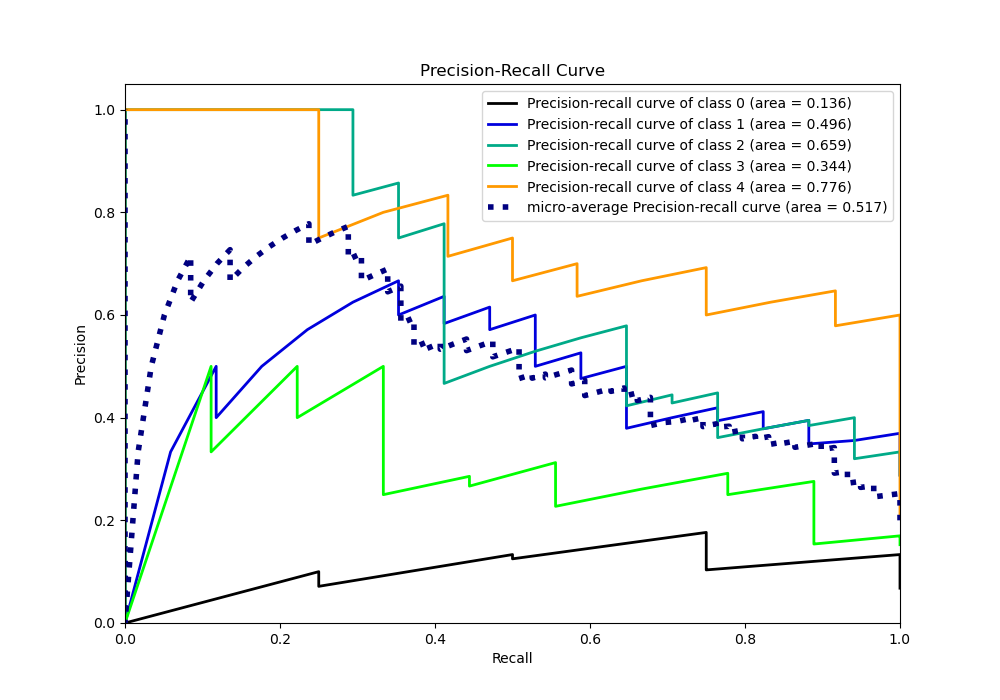 Precision-Recall Curve
Precision-recall curve of class 0 (area = 0.136)
Precision-recall curve of class 1 (area = 0.496)
Precision-recall curve of class 2 (area = 0.659)
Precision-recall curve of class 3 (area = 0.344)
Precision-recall curve of class 4 (area = 0.776)
micro-average Precision-recall curve (area = 0.517)
Precision
1.0
0.8
0.6
0.4
0.2
0.0
0.0 0.2 0.4 0.6 0.8 1.0
Recall